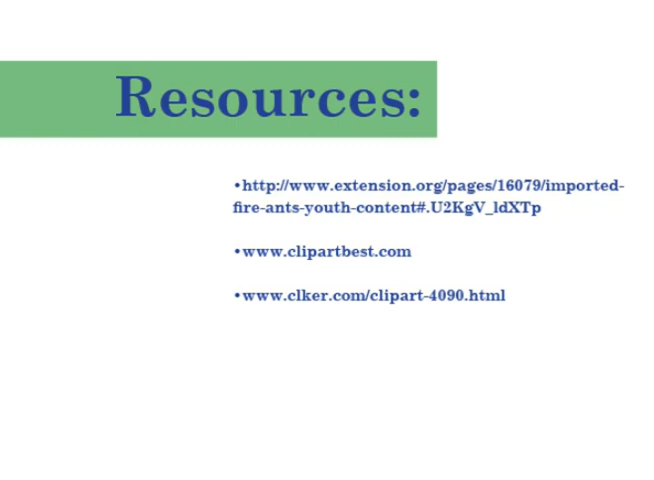 Resources:
•http://www.extension.org/pages/16079/imported-
fire-ants-youth-content#.U2KgV_ldXTp
•www.clipartbest.com
•www.clker.com/clipart-4090.html